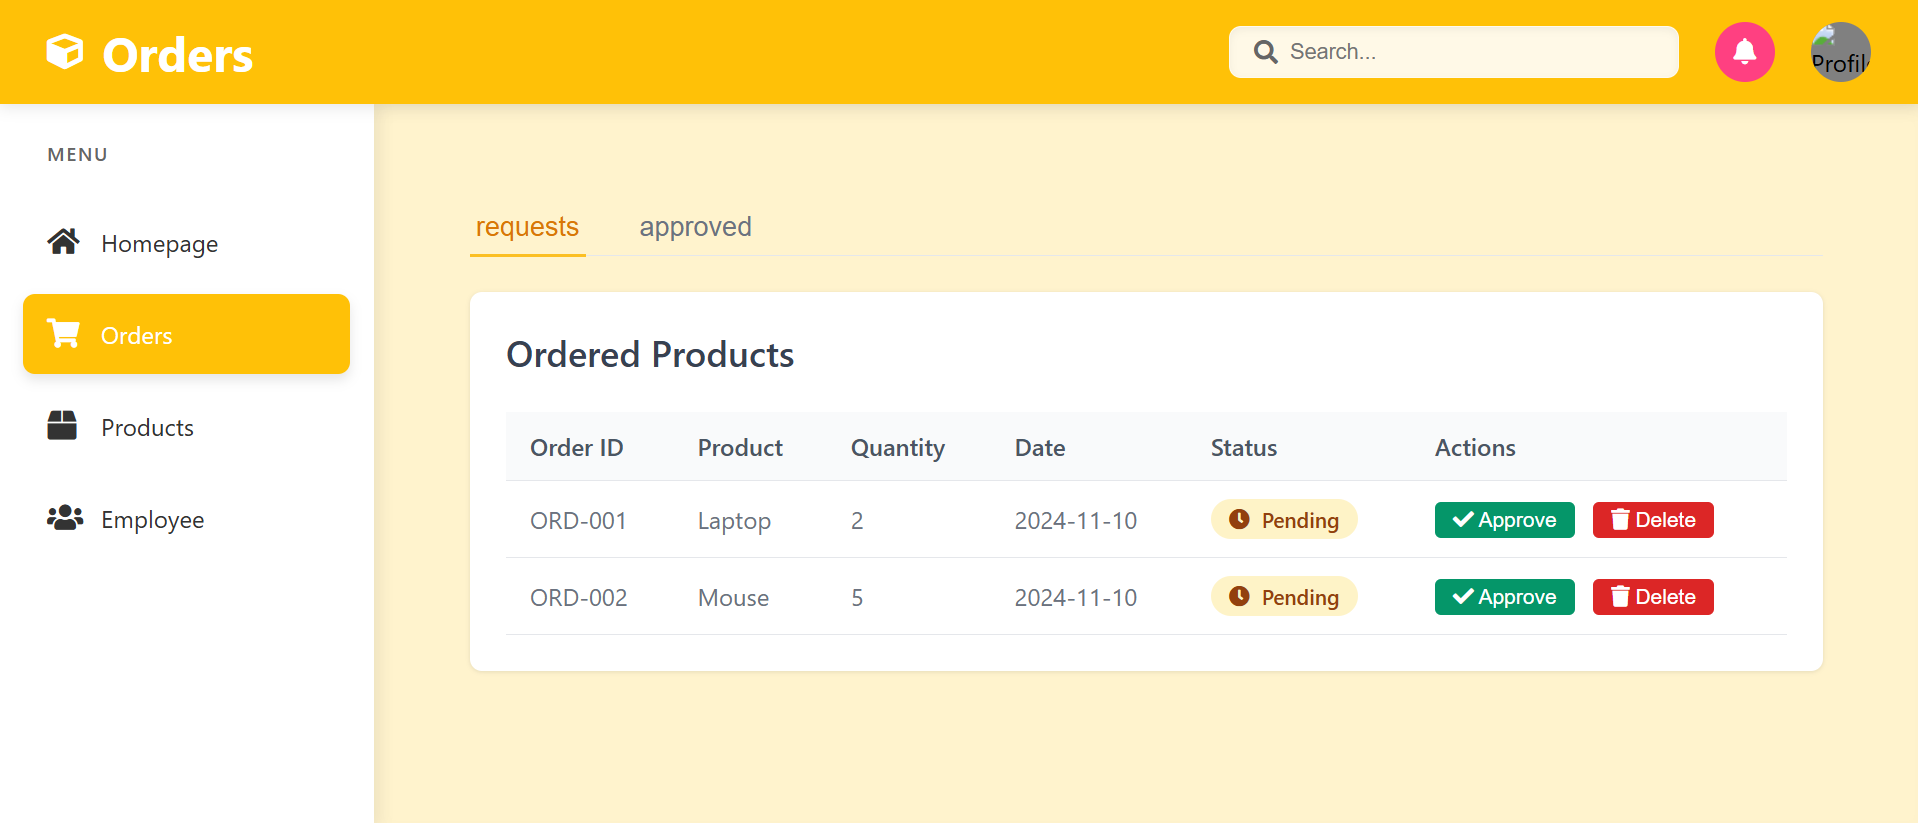 Orders
Search...
Profil
MENU
Homepage
Orders
Products
Employee
requests approved
Ordered Products
Order ID Product Quantity Date Status Actions
ORD-001 Laptop 2 2024-11-10 Pending Approve Delete
ORD-002 Mouse 5 2024-11-10 Pending Approve Delete